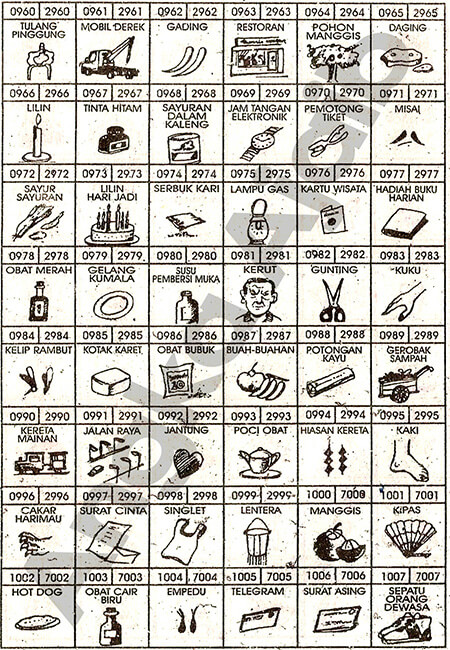 0960 2960 0961 2961 0962 2962 0963 2963 0964 2964 0965 2965
TULANG PINGGUNG MOBIL DEREK GADING RESTORAN POHON MANGGIS DAGING
0966 2966 0967 2967 0968 2968 0969 2969 0970 2970 0971 2971
LILIN TINTA HITAM SAYURAN DALAM KALENG JAM TANGAN ELEKTRONIK PEMOTONG TIKET MISAI
0972 2972 0973 2973 0974 2974 0975 2975 0976 2976 0977 2977
SAYUR SAYURAN LILIN HARI JADI SERBUK KARI LAMPU GAS KARTU WISATA HADIAH BUKU HARIAN
0978 2978 0979 2979 0980 2980 0981 2981 0982 2982 0983 2983
OBAT MERAH GELANG KUMALA SUSU PEMBERSI MUKA KERUT GUNTING KUKU
0984 2984 0985 2985 0986 2986 0987 2987 0988 2988 0989 2989
KELIP RAMBUT KOTAK KARET OBAT BUBUK BUAH-BUAHAN POTONGAN KAYU GEROBAK SAMPAH
0990 2990 0991 2991 0992 2992 0993 2993 0994 2994 0995 2995
KERETA MAINAN JALAN RAYA JANTUNG POCI OBAT HIASAN KERETA KAKI
0996 2996 0997 2997 0998 2998 0999 2999 1000 7000 1001 7001
CAKAR HARIMAU SURAT CINTA SINGLET LENTERA MANGGIS KIPAS
1002 7002 1003 7003 1004 7004 1005 7005 1006 7006 1007 7007
HOT DOG OBAT CAIR BIRU EMPEDU TELEGRAM SURAT ASING SEPATU ORANG DEWASA